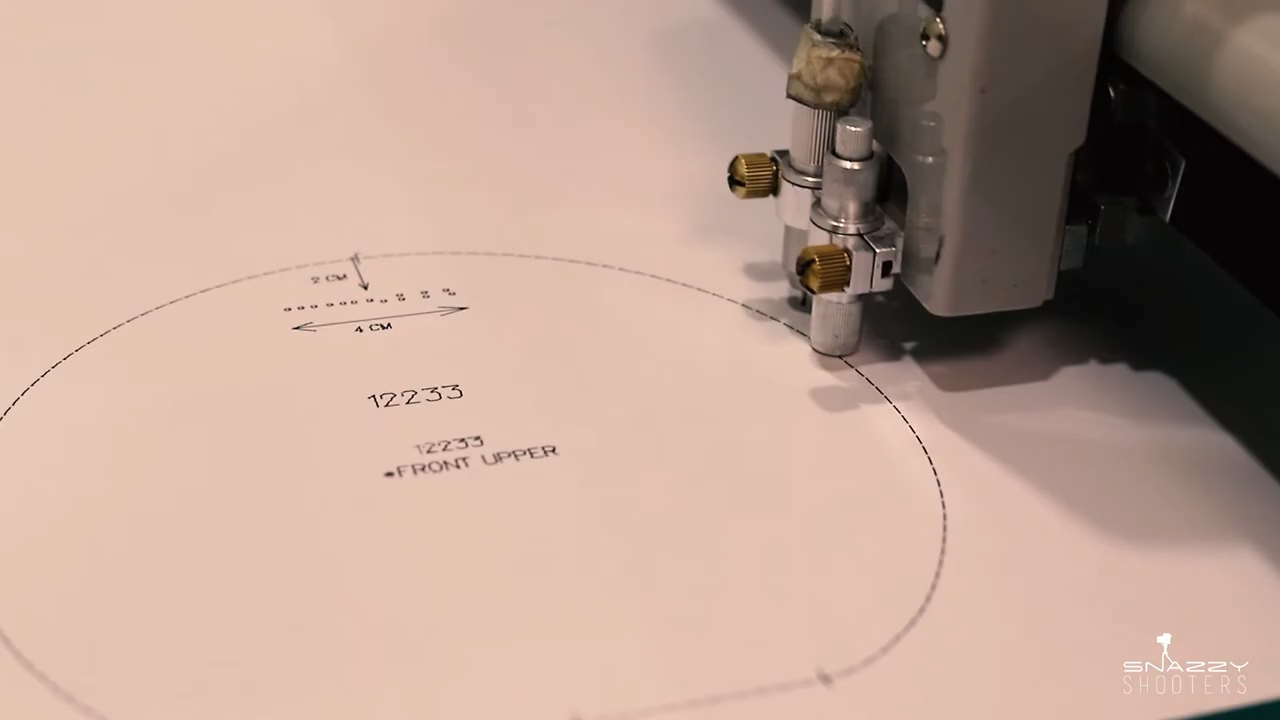 2 CM
4 CM
12233
12233
•FRONT UPPER
SNAZZY
SHOOTERS